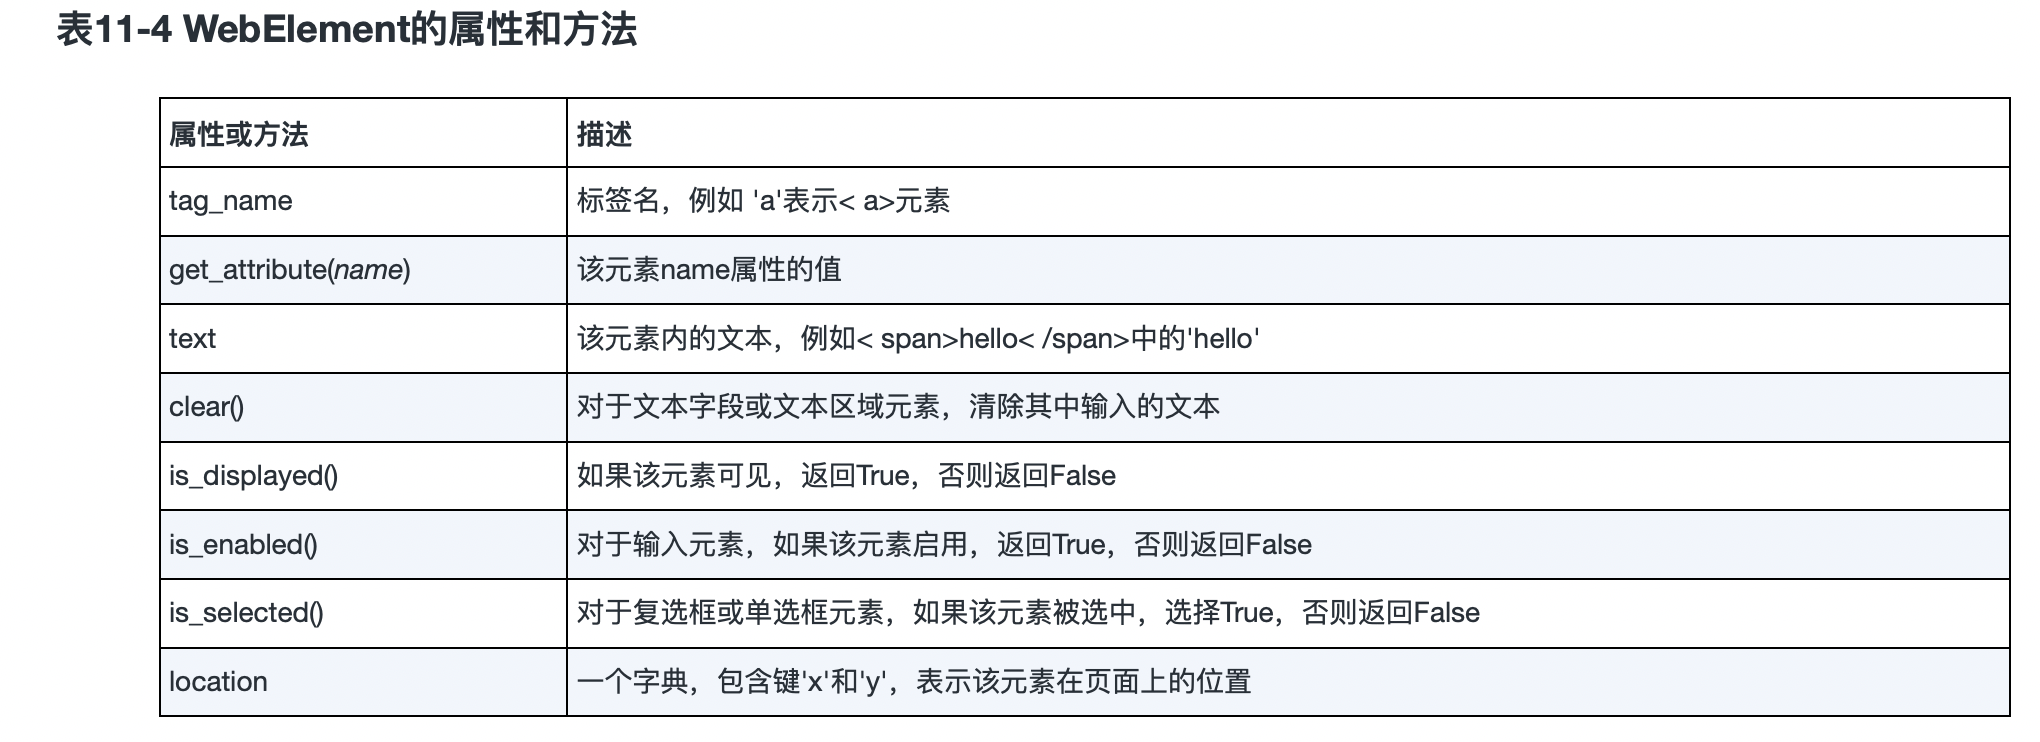 表11-4 WebElement的属性和方法
属性或方法 描述
tag_name 标签名，例如 'a'表示< a>元素
get_attribute(name) 该元素name属性的值
text 该元素内的文本，例如< span>hello< /span>中的'hello'
clear() 对于文本字段或文本区域元素，清除其中输入的文本
is_displayed() 如果该元素可见，返回True，否则返回False
is_enabled() 对于输入元素，如果该元素启用，返回True，否则返回False
is_selected() 对于复选框或单选框元素，如果该元素被选中，选择True，否则返回False
location 一个字典，包含键'x'和'y'，表示该元素在页面上的位置